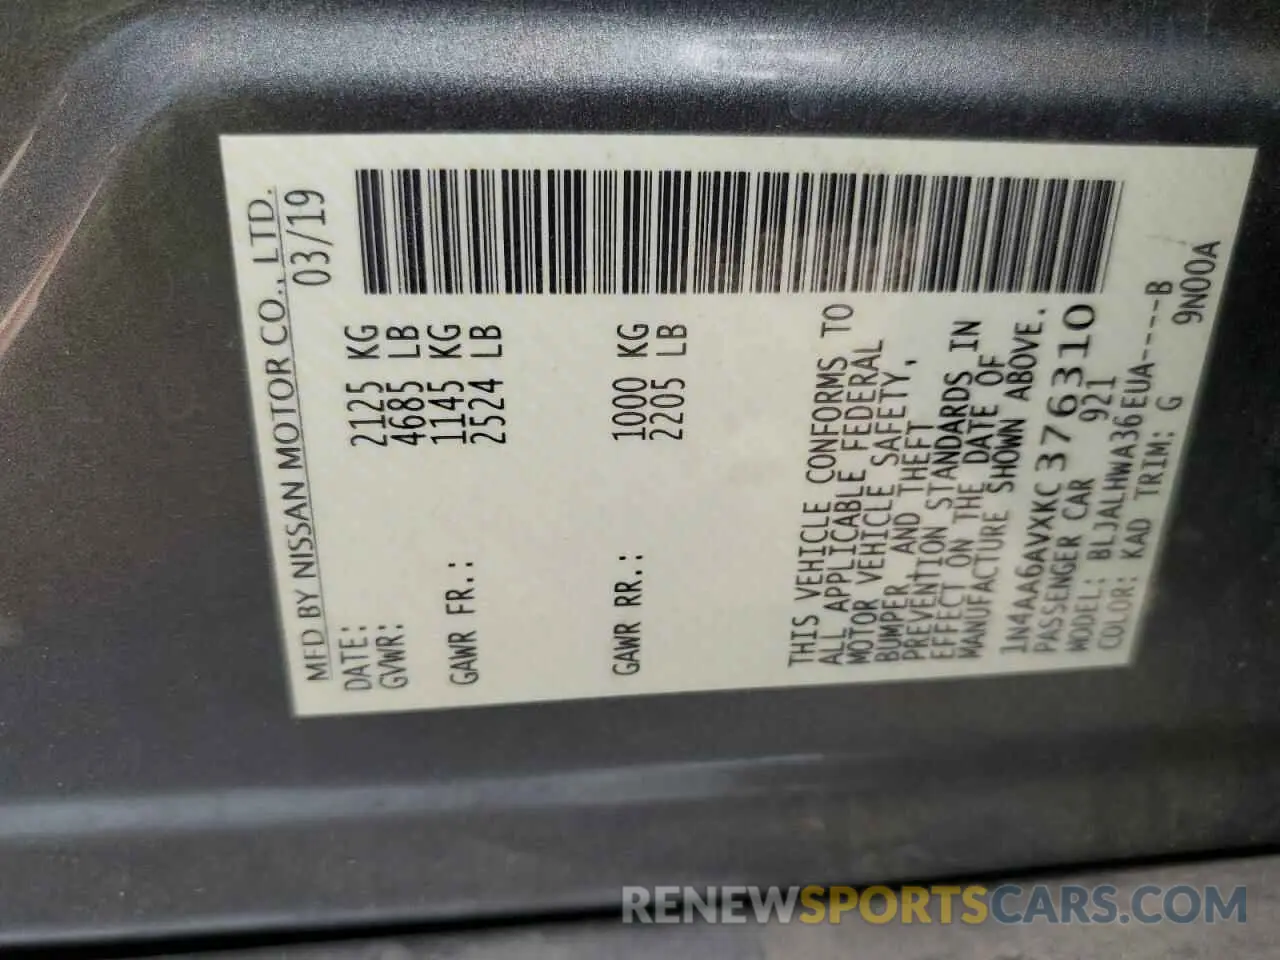 MFD BY NISSAN MOTOR CO., LTD.
DATE: 03/19
GVWR: 2125 KG
4685 LB
GAWR FR.: 1145 KG
2524 LB
GAWR RR.: 1000 KG
2205 LB
THIS VEHICLE CONFORMS TO
ALL APPLICABLE FEDERAL
MOTOR VEHICLE SAFETY,
BUMPER, AND THEFT
PREVENTION STANDARDS IN
EFFECT ON THE DATE OF
MANUFACTURE SHOWN ABOVE.
1N4AA6AVXKC376310
PASSENGER CAR 921
MODEL: BLJALHWA36EUA----B
COLOR: KAD TRIM: G 9N00A
RENEWSPORTSCARS.COM